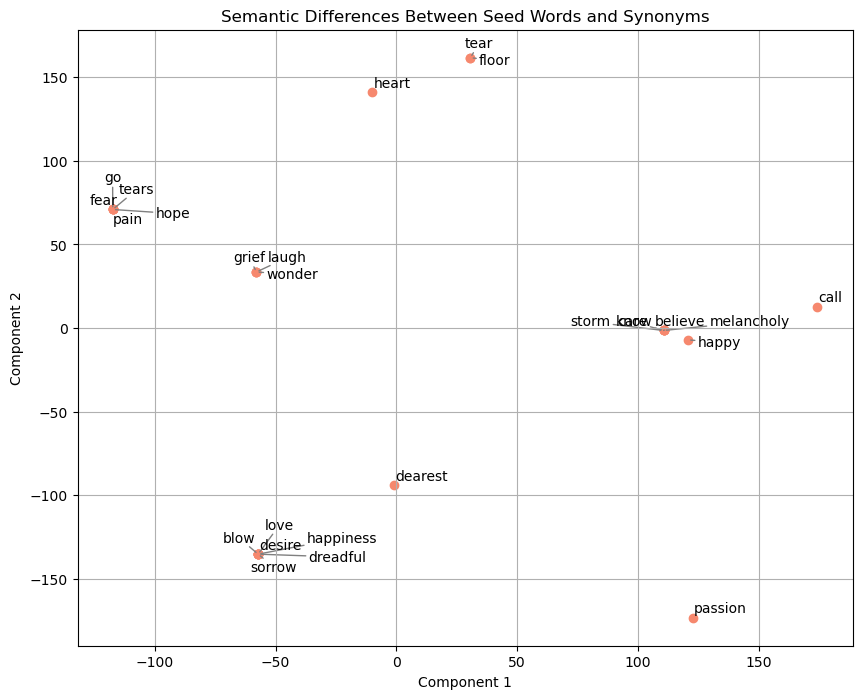 Semantic Differences Between Seed Words and Synonyms
tear
floor
heart
go
tears
fear
hope
pain
grief laugh
wonder
call
storm know care believe melancholy
happy
dearest
love
blow happiness
desire
dreadful
sorrow
passion
150
100
50
0
−50
−100
−150
−100 −50 0 50 100 150
Component 1
Component 2